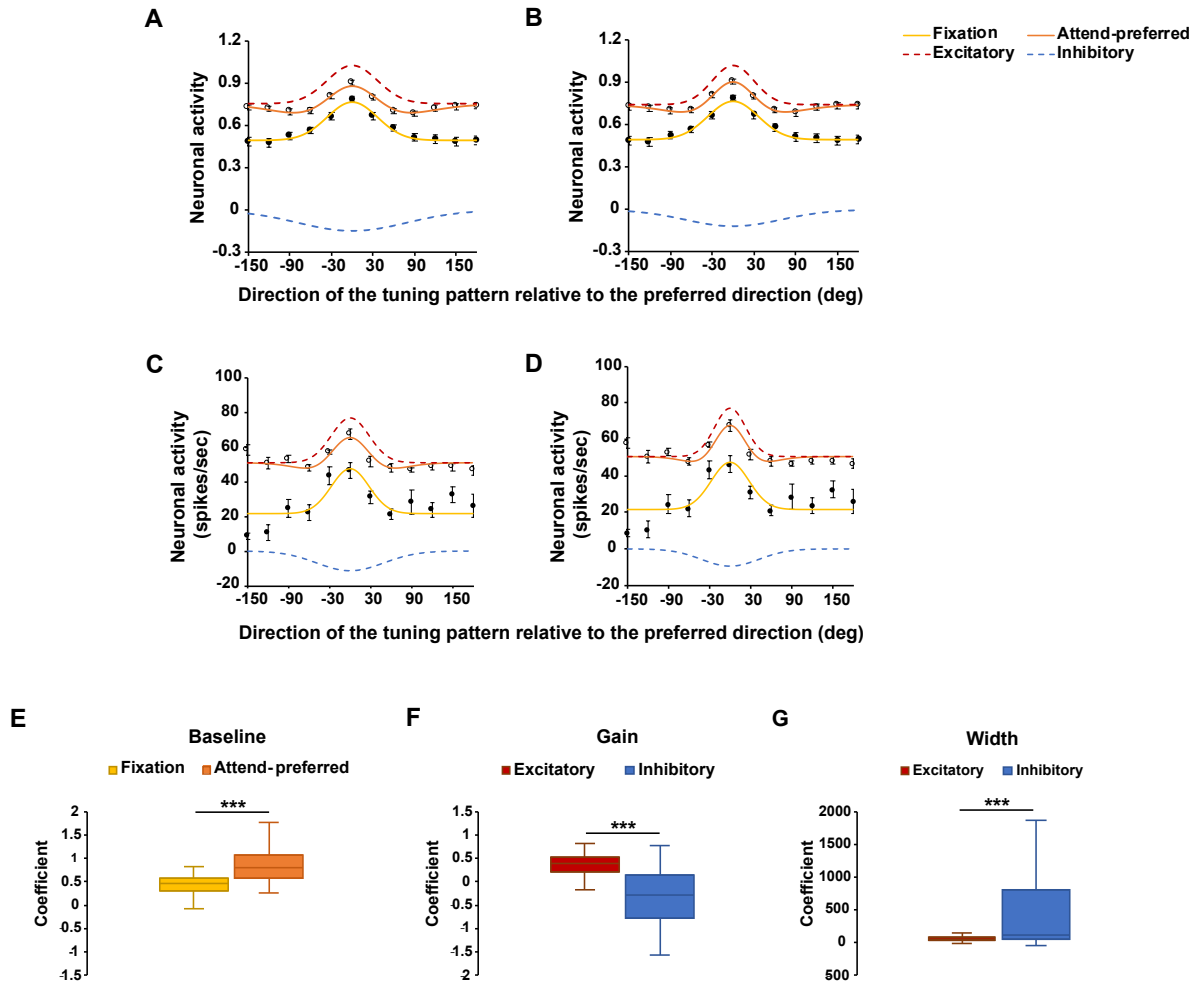 A
B
Fixation
Attend-preferred
Excitatory
Inhibitory
Neuronal activity
1.2
0.9
0.6
0.3
0
-0.3
-150 -90 -30 30 90 150
Neuronal activity
1.2
0.9
0.6
0.3
0
-0.3
-150 -90 -30 30 90 150
Direction of the tuning pattern relative to the preferred direction (deg)
C
D
Neuronal activity
(spikes/sec)
100
80
60
40
20
0
-20
-150 -90 -30 30 90 150
Neuronal activity
(spikes/sec)
100
80
60
40
20
0
-20
-150 -90 -30 30 90 150
Direction of the tuning pattern relative to the preferred direction (deg)
E
Baseline
Fixation
Attend-preferred
***
Coefficient
2
1.5
1
0.5
0
-0.5
1
-1.5
F
Gain
Excitatory
Inhibitory
***
Coefficient
1.5
1
0.5
0
-0.5
-1
-1.5
-2
G
Width
Excitatory
Inhibitory
***
Coefficient
2000
1500
1000
500
0
500